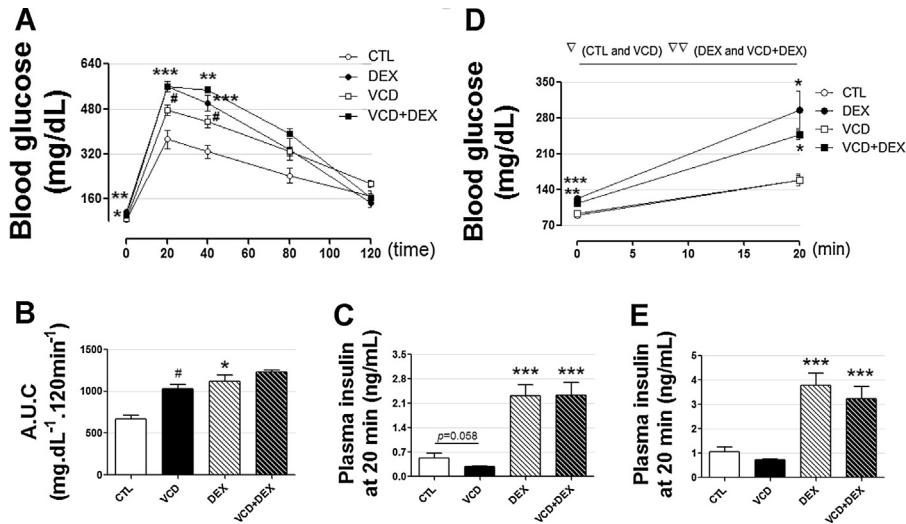 A
Blood glucose
(mg/dL)
640
480
320
160
***
**
***
#
#
**
*
CTL
DEX
VCD
VCD+DEX
0 20 40 60 80 100 120 (time)
D
▽ (CTL and VCD) ▽▽ (DEX and VCD+DEX)
Blood glucose
(mg/dL)
350
290
210
140
70
*
*
***
**
CTL
DEX
VCD
VCD+DEX
0 5 10 15 20 (min)
B
A.U.C
(mg.dL⁻¹.120min⁻¹)
1500
1000
500
0
#
*
CTL VCD DEX VCD+DEX
C
Plasma insulin
at 20 min (ng/mL)
3.5
2.8
2.1
1.4
0.7
0.0
p=0.058
***
***
CTL VCD DEX VCD+DEX
E
Plasma insulin
at 20 min (ng/mL)
5
4
3
2
1
0
***
***
CTL VCD DEX VCD+DEX